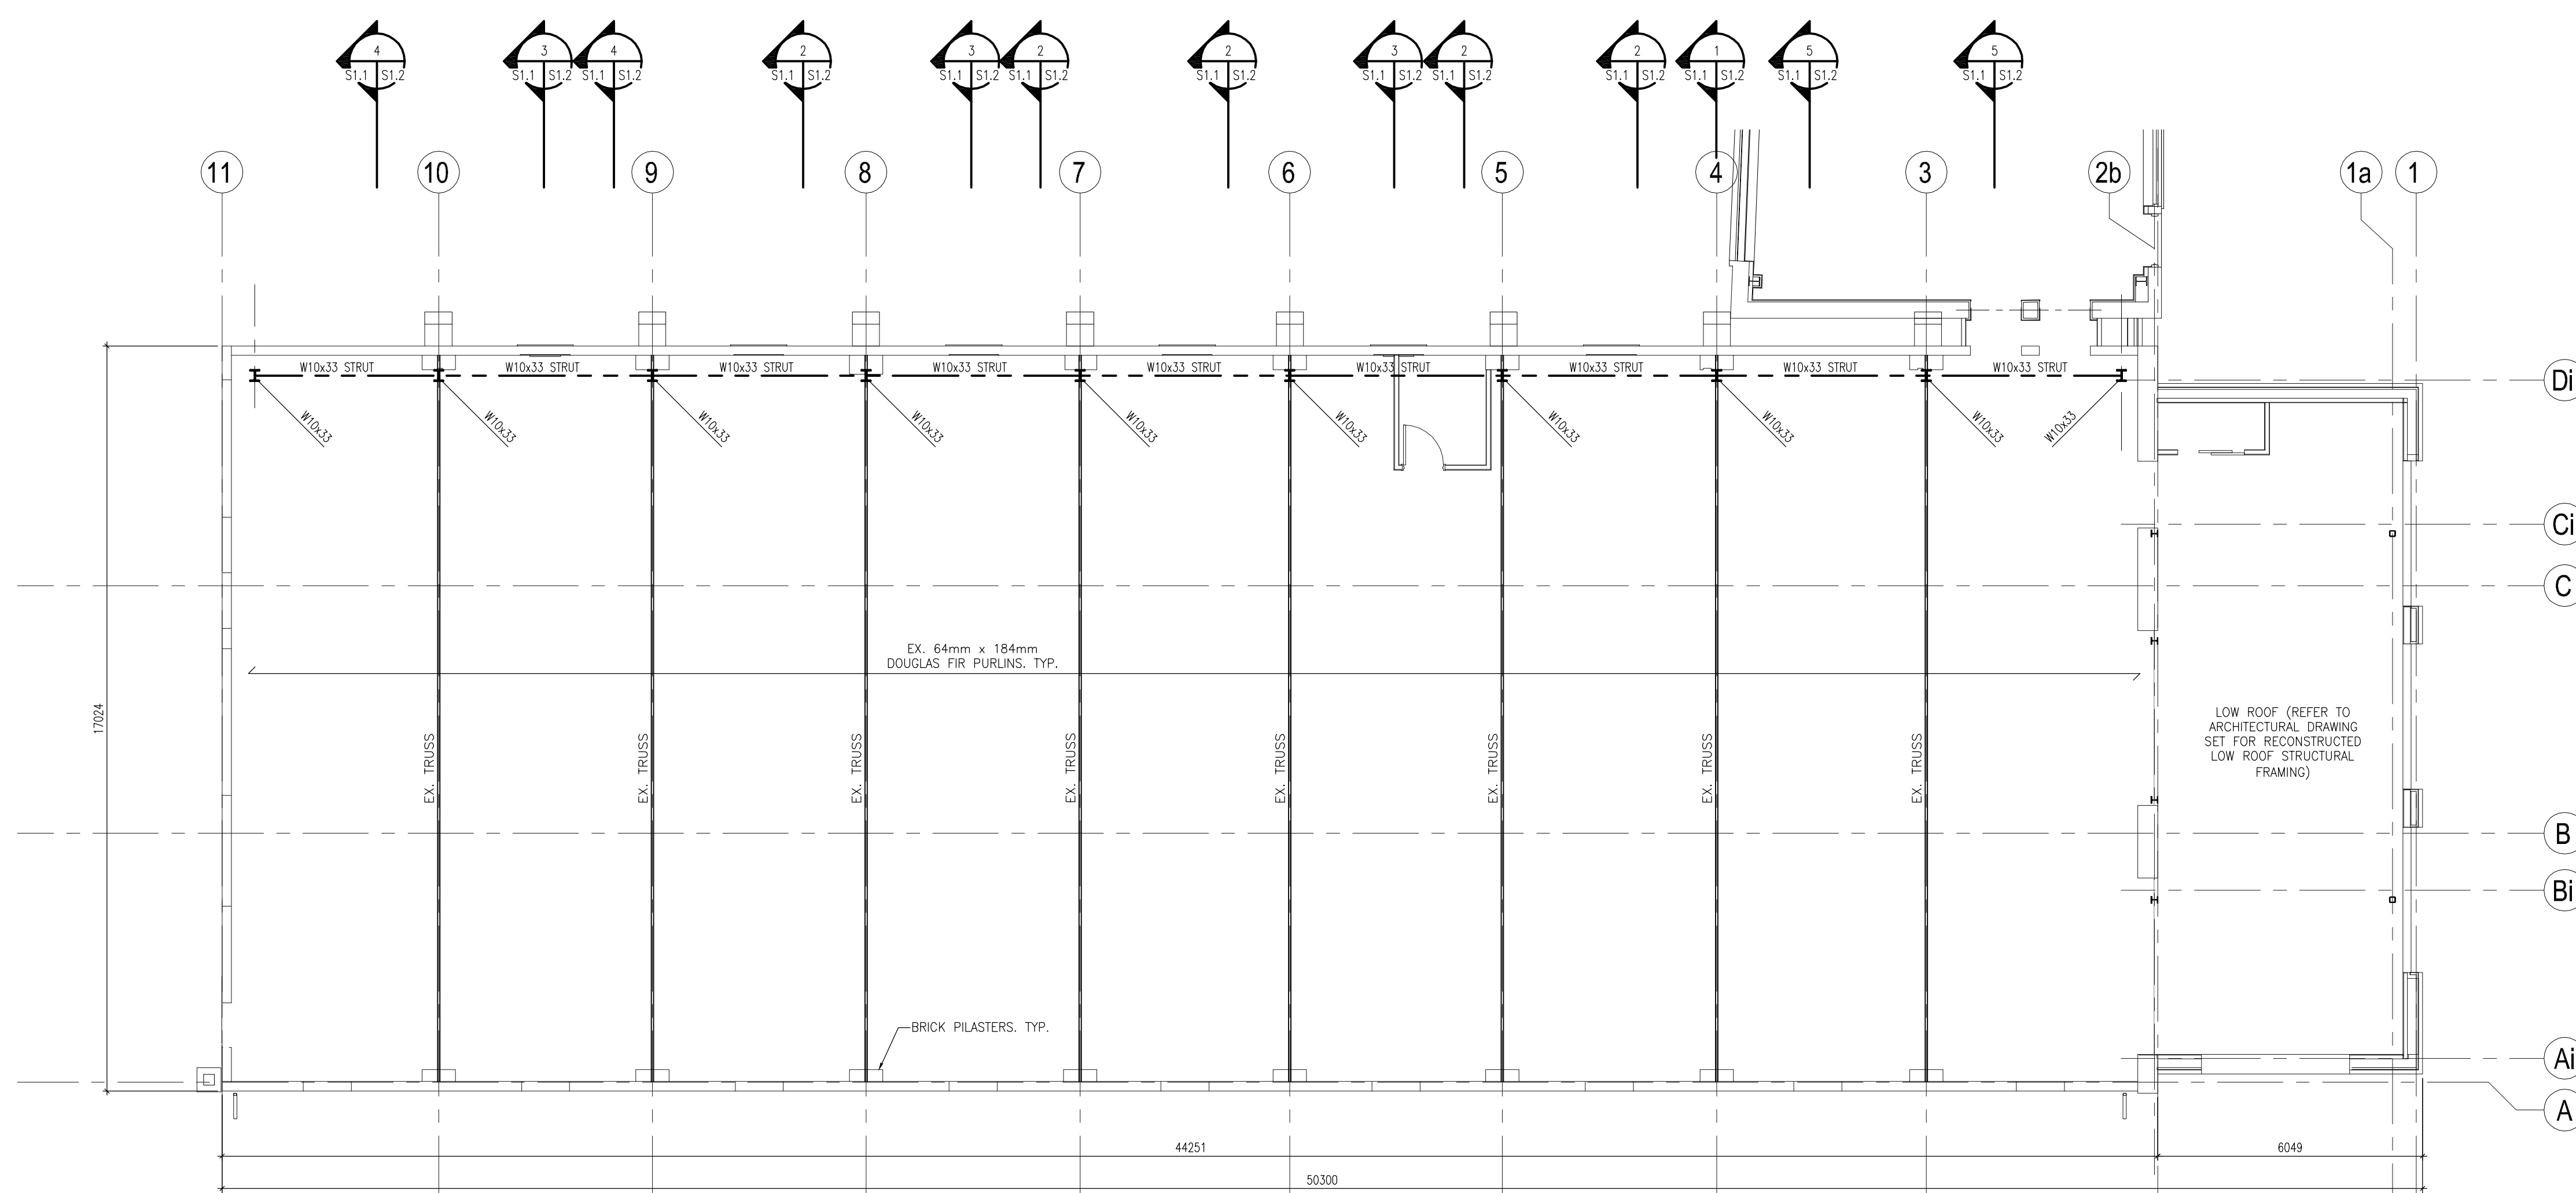 4
S1.1 S1.2
3
S1.1 S1.2
4
S1.1 S1.2
2
S1.1 S1.2
3
S1.1 S1.2
2
S1.1 S1.2
2
S1.1 S1.2
3
S1.1 S1.2
2
S1.1 S1.2
2
S1.1 S1.2
1
S1.1 S1.2
5
S1.1 S1.2
5
S1.1 S1.2
11
10
9
8
7
6
5
4
3
2b
1a
1
W10x33 STRUT
W10x33 STRUT
W10x33 STRUT
W10x33 STRUT
W10x33 STRUT
W10x33 STRUT
W10x33 STRUT
W10x33 STRUT
W10x33 STRUT
Di
W10x33
W10x33
W10x33
W10x33
W10x33
W10x33
W10x33
W10x33
W10x33
W10x33
Ci
C
EX. 64mm x 184mm
DOUGLAS FIR PURLINS. TYP.
17024
EX. TRUSS
EX. TRUSS
EX. TRUSS
EX. TRUSS
EX. TRUSS
EX. TRUSS
EX. TRUSS
EX. TRUSS
LOW ROOF (REFER TO
ARCHITECTURAL DRAWING
SET FOR RECONSTRUCTED
LOW ROOF STRUCTURAL
FRAMING)
B
Bi
BRICK PILASTERS. TYP.
Ai
A
44251
6049
50300